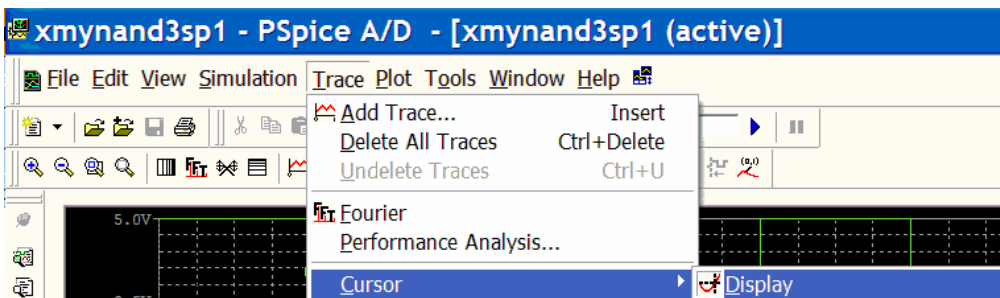 xmynand3sp1 - PSpice A/D - [xmynand3sp1 (active)]
File Edit View Simulation Trace Plot Tools Window Help
Add Trace... Insert
Delete All Traces Ctrl+Delete
Undelete Traces Ctrl+U
FFT Fourier
Performance Analysis...
Cursor Display
5.0V